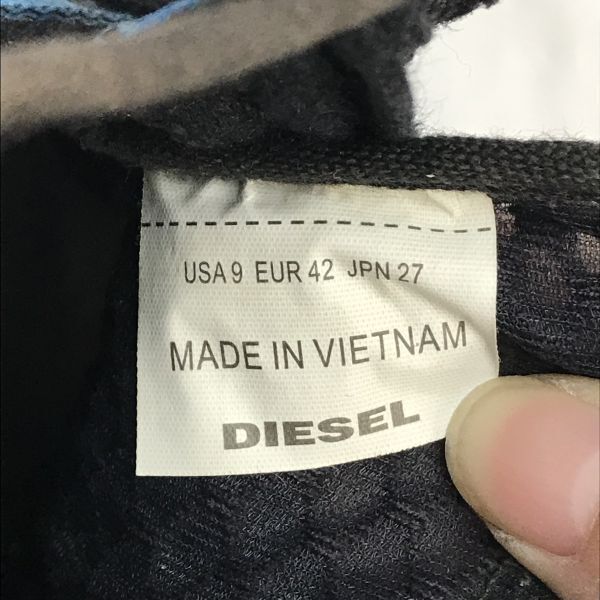 USA 9 EUR 42 JPN 27
MADE IN VIETNAM
DIESEL